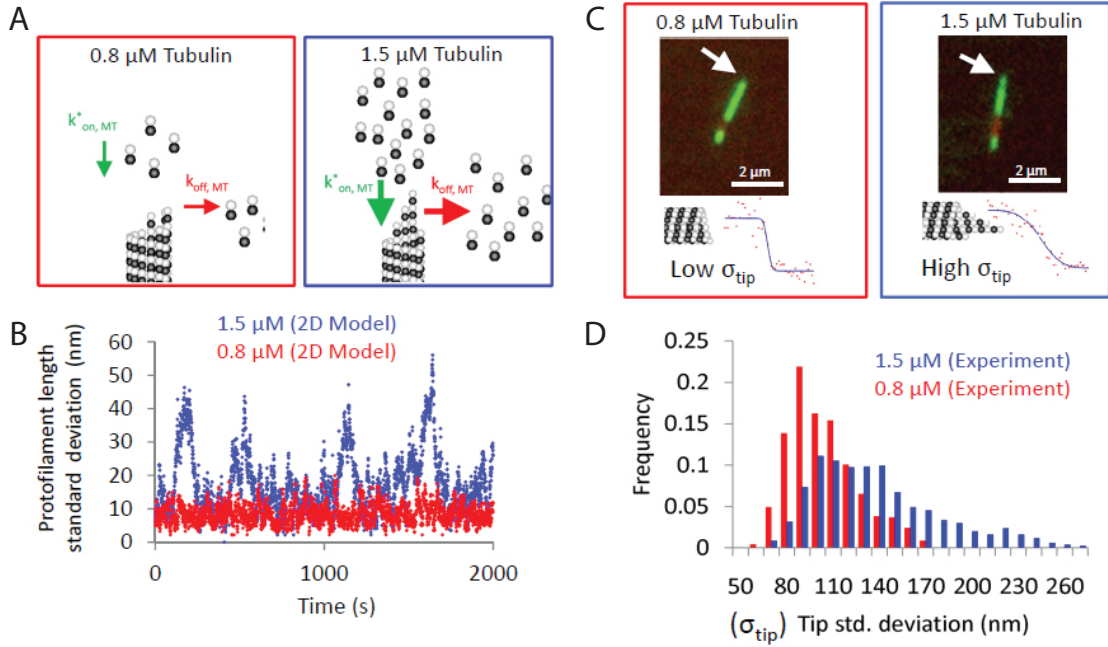 A
0.8 µM Tubulin
k*on, MT
koff, MT
1.5 µM Tubulin
k*on, MT
koff, MT
B
1.5 µM (2D Model)
0.8 µM (2D Model)
Protofilament length
standard deviation (nm)
60
50
40
30
20
10
0
0
1000
2000
Time (s)
C
0.8 µM Tubulin
2 µm
Low σtip
1.5 µM Tubulin
2 µm
High σtip
D
1.5 µM (Experiment)
0.8 µM (Experiment)
Frequency
0.25
0.2
0.15
0.1
0.05
0
50 80 110 140 170 200 230 260
(σtip) Tip std. deviation (nm)